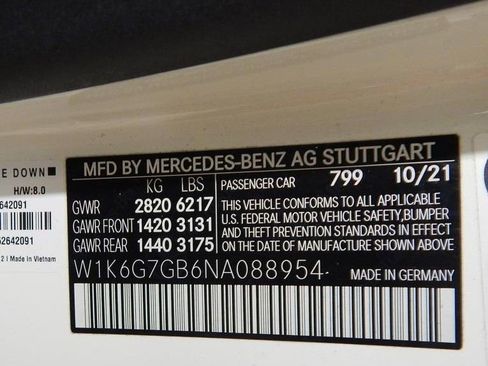 E DOWN
H/W:8.0
642091
52642091
2 I Made in Vietnam
MFD BY MERCEDES-BENZ AG STUTTGART
KG LBS
PASSENGER CAR 799 10/21
GVWR 2820 6217
GAWR FRONT 1420 3131
GAWR REAR 1440 3175
THIS VEHICLE CONFORMS TO ALL APPLICABLE
U.S. FEDERAL MOTOR VEHICLE SAFETY,BUMPER
AND THEFT PREVENTION STANDARDS IN EFFECT
ON THE DATE OF MANUFACTURE SHOWN ABOVE.
W1K6G7GB6NA088954
MADE IN GERMANY